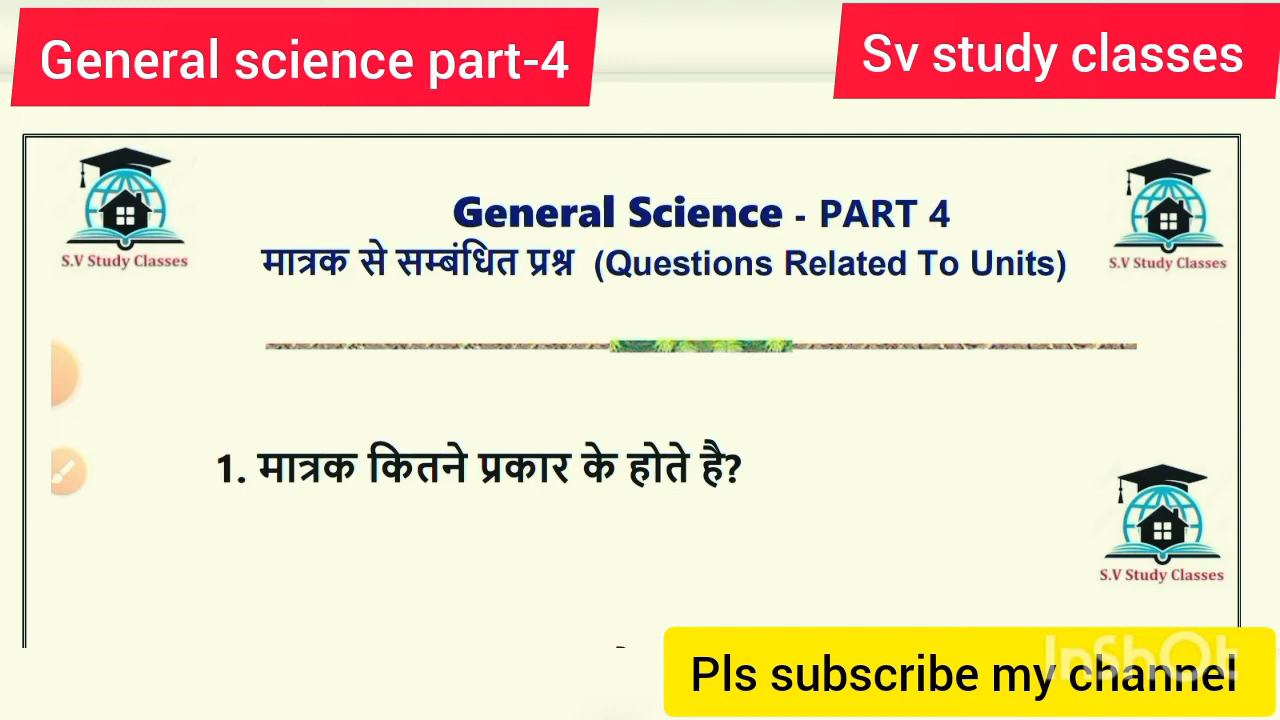 General science part-4
Sv study classes
S.V Study Classes
General Science - PART 4
मात्रक से सम्बंधित प्रश्न (Questions Related To Units)
S.V Study Classes
1. मात्रक कितने प्रकार के होते है?
S.V Study Classes
InShOt
Pls subscribe my channel